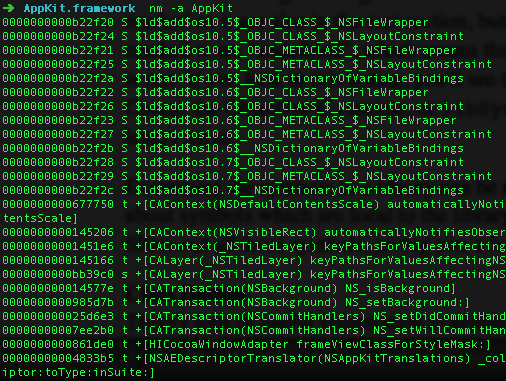 ➜ AppKit.framework nm -a AppKit
0000000000b22f20 S $ld$add$os10.5$_OBJC_CLASS_$_NSFileWrapper
0000000000b22f24 S $ld$add$os10.5$_OBJC_CLASS_$_NSLayoutConstraint
0000000000b22f21 S $ld$add$os10.5$_OBJC_METACLASS_$_NSFileWrapper
0000000000b22f25 S $ld$add$os10.5$_OBJC_METACLASS_$_NSLayoutConstraint
0000000000b22f2a S $ld$add$os10.5$__NSDictionaryOfVariableBindings
0000000000b22f22 S $ld$add$os10.6$_OBJC_CLASS_$_NSFileWrapper
0000000000b22f26 S $ld$add$os10.6$_OBJC_CLASS_$_NSLayoutConstraint
0000000000b22f23 S $ld$add$os10.6$_OBJC_METACLASS_$_NSFileWrapper
0000000000b22f27 S $ld$add$os10.6$_OBJC_METACLASS_$_NSLayoutConstraint
0000000000b22f2b S $ld$add$os10.6$__NSDictionaryOfVariableBindings
0000000000b22f28 S $ld$add$os10.7$_OBJC_CLASS_$_NSLayoutConstraint
0000000000b22f29 S $ld$add$os10.7$_OBJC_METACLASS_$_NSLayoutConstraint
0000000000b22f2c S $ld$add$os10.7$__NSDictionaryOfVariableBindings
0000000000677750 t +[CAContext(NSDefaultContentsScale) automaticallyNoti
tentsScale]
0000000000145206 t +[CAContext(NSVisibleRect) automaticallyNotifiesObser
00000000001451e6 t +[CAContext(_NSTiledLayer) keyPathsForValuesAffecting
0000000000145166 t +[CALayer(_NSTiledLayer) keyPathsForValuesAffectingNS
0000000000bb39c0 s +[CALayer(_NSTiledLayer) keyPathsForValuesAffectingNS
000000000014577e t +[CATransaction(NSBackground) NS_isBackground]
0000000000985d7b t +[CATransaction(NSBackground) NS_setBackground:]
000000000025d6e3 t +[CATransaction(NSCommitHandlers) NS_setDidCommitHand
00000000007ee2b0 t +[CATransaction(NSCommitHandlers) NS_setWillCommitHan
0000000000861de0 t +[HICocoaWindowAdapter frameViewClassForStyleMask:]
00000000004833b5 t +[NSAEDescriptorTranslator(NSAppKitTranslations) _col
iptor:toType:inSuite:]